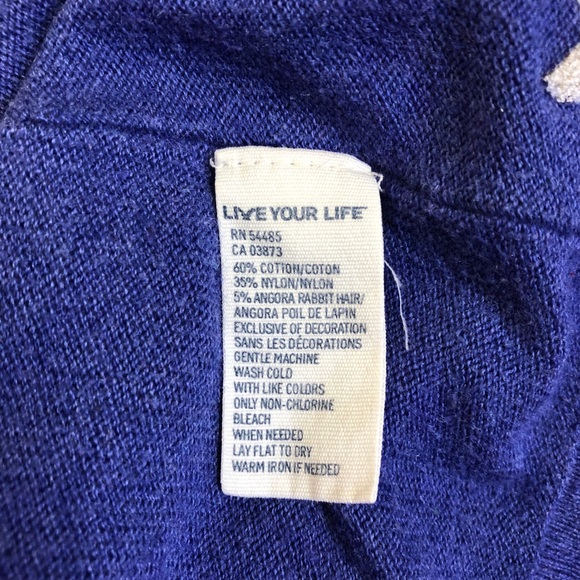 LIVE YOUR LIFE
RN 54485
CA 03873
60% COTTON/COTON
35% NYLON/NYLON
5% ANGORA RABBIT HAIR/
ANGORA POIL DE LAPIN
EXCLUSIVE OF DECORATION
SANS LES DÉCORATIONS
GENTLE MACHINE
WASH COLD
WITH LIKE COLORS
ONLY NON-CHLORINE
BLEACH
WHEN NEEDED
LAY FLAT TO DRY
WARM IRON IF NEEDED